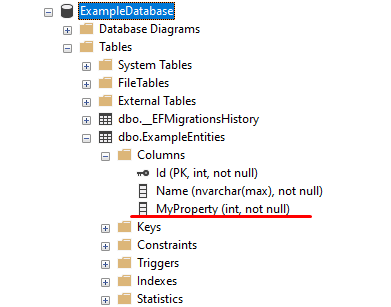 ExampleDatabase
Database Diagrams
Tables
System Tables
FileTables
External Tables
dbo.__EFMigrationsHistory
dbo.ExampleEntities
Columns
Id (PK, int, not null)
Name (nvarchar(max), not null)
MyProperty (int, not null)
Keys
Constraints
Triggers
Indexes
Statistics